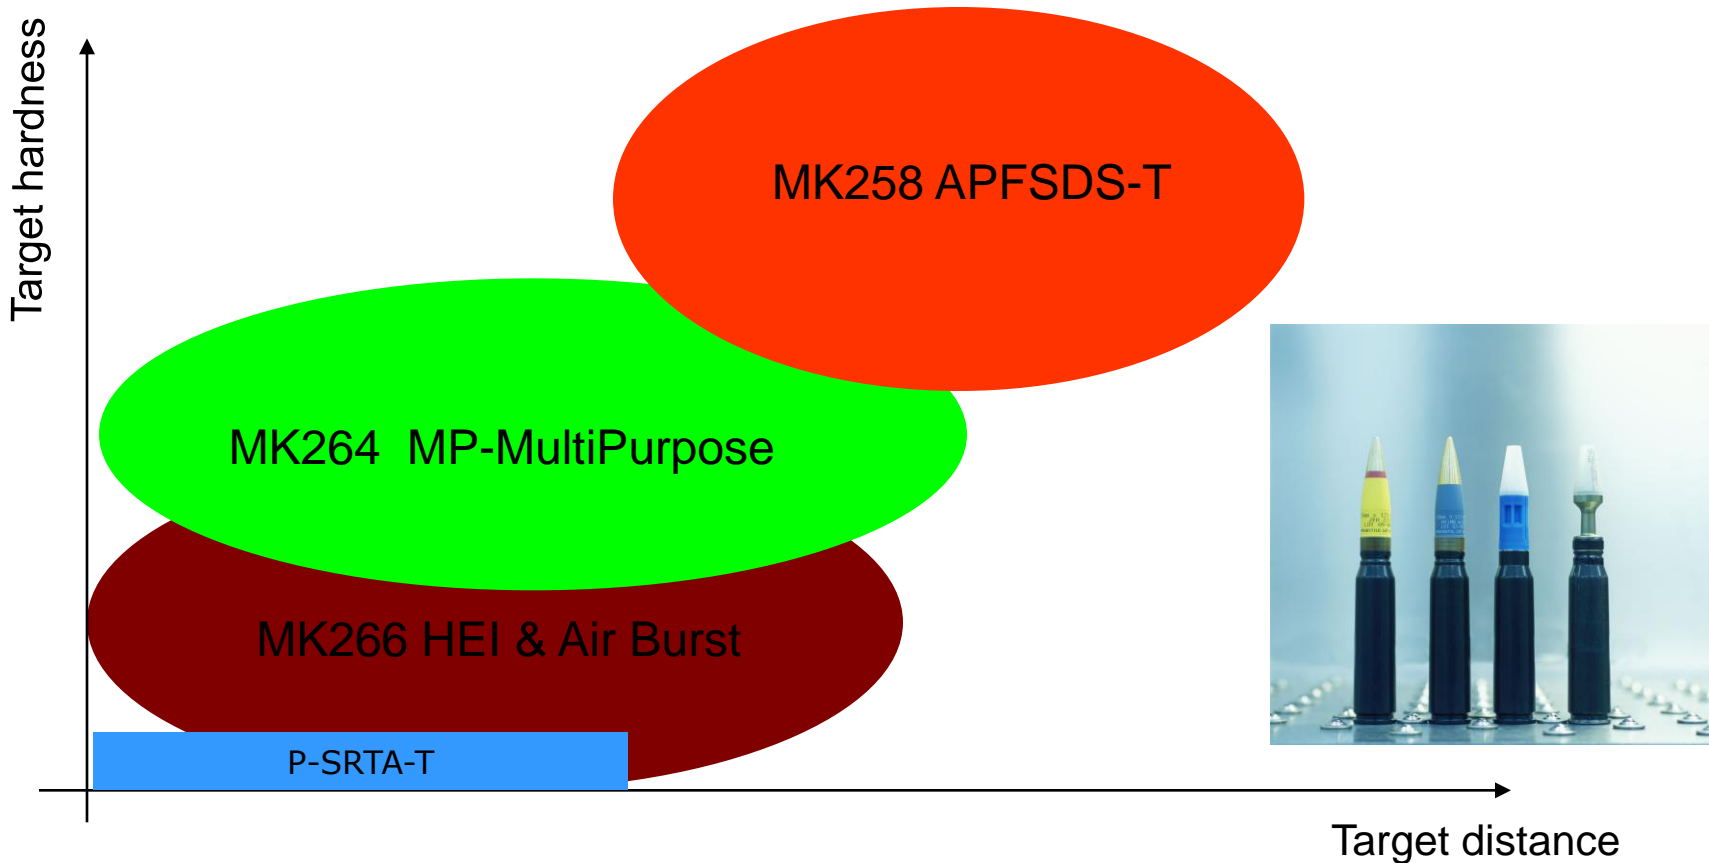 Target hardness
MK258 APFSDS-T
MK264 MP-MultiPurpose
MK266 HEI & Air Burst
P-SRTA-T
Target distance